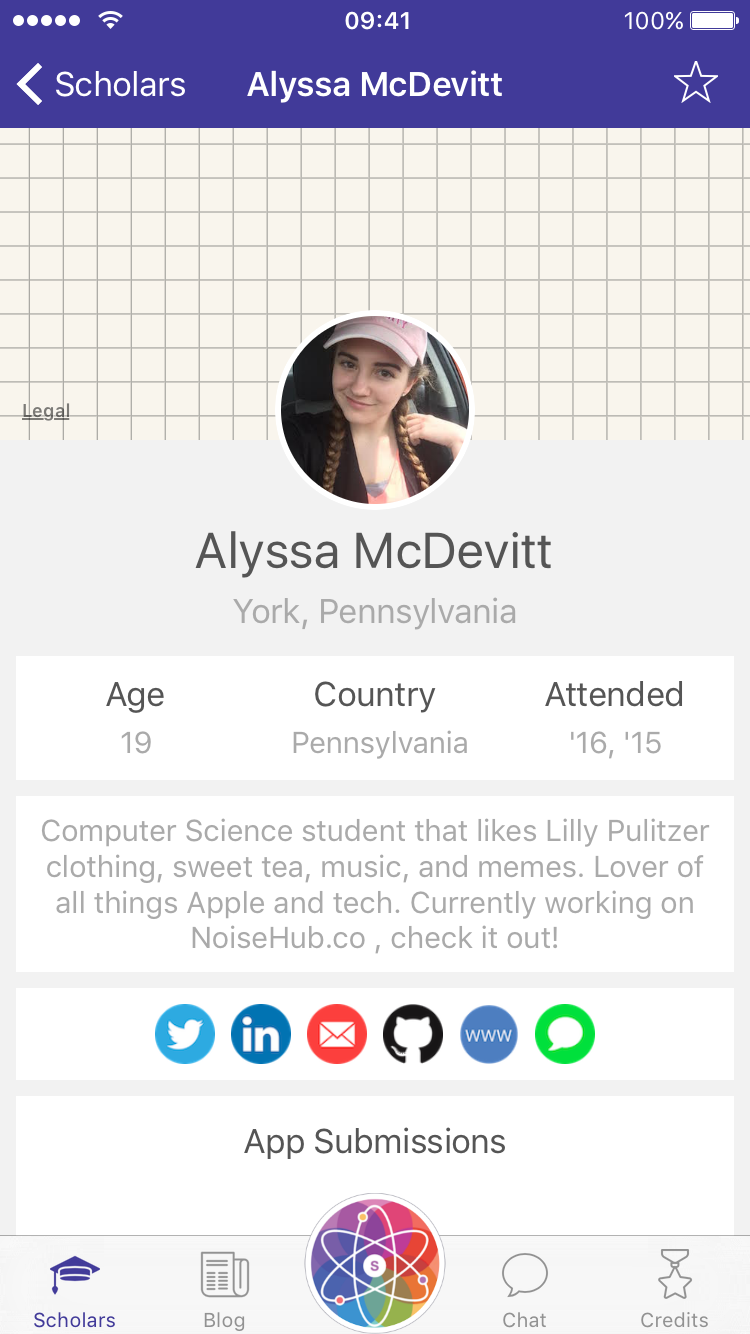 09:41
100%
Scholars
Alyssa McDevitt
Legal
Alyssa McDevitt
York, Pennsylvania
Age Country Attended
19 Pennsylvania '16, '15
Computer Science student that likes Lilly Pulitzer
clothing, sweet tea, music, and memes. Lover of
all things Apple and tech. Currently working on
NoiseHub.co , check it out!
in
www
App Submissions
S
Scholars Blog Chat Credits